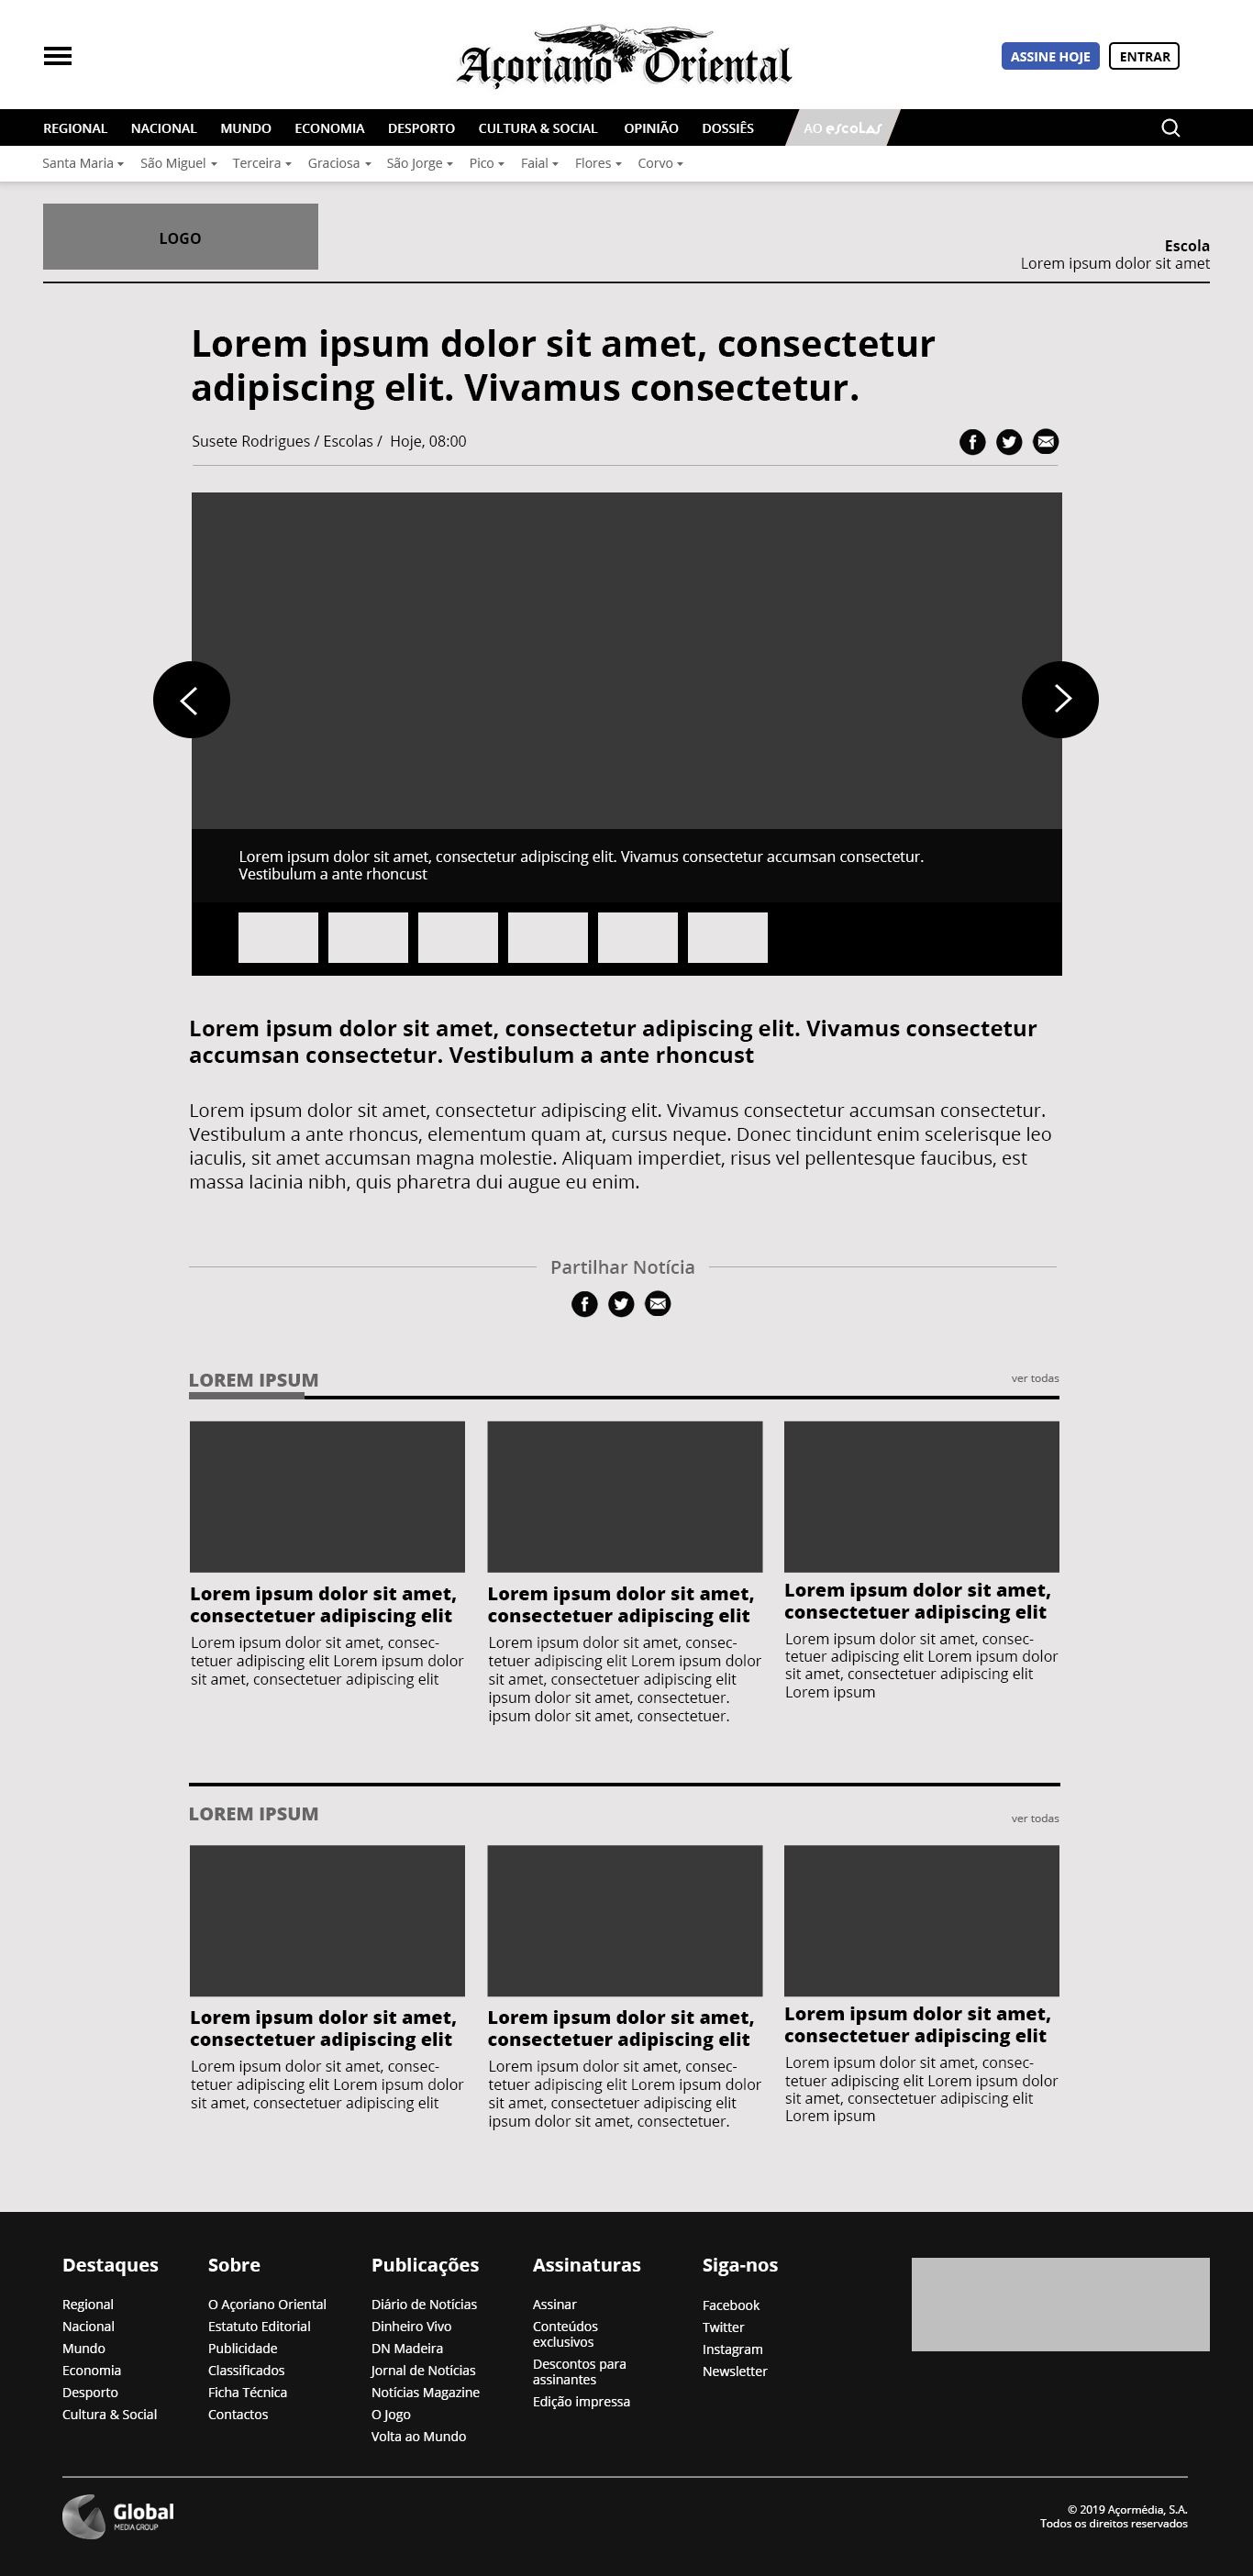 Açoriano Oriental
ASSINE HOJE
ENTRAR
REGIONAL NACIONAL MUNDO ECONOMIA DESPORTO CULTURA & SOCIAL OPINIÃO DOSSIÊS AO escolas
Santa Maria São Miguel Terceira Graciosa São Jorge Pico Faial Flores Corvo
LOGO
Escola
Lorem ipsum dolor sit amet
Lorem ipsum dolor sit amet, consectetur
adipiscing elit. Vivamus consectetur.
Susete Rodrigues / Escolas / Hoje, 08:00
Lorem ipsum dolor sit amet, consectetur adipiscing elit. Vivamus consectetur accumsan consectetur.
Vestibulum a ante rhoncust
Lorem ipsum dolor sit amet, consectetur adipiscing elit. Vivamus consectetur
accumsan consectetur. Vestibulum a ante rhoncust
Lorem ipsum dolor sit amet, consectetur adipiscing elit. Vivamus consectetur accumsan consectetur.
Vestibulum a ante rhoncus, elementum quam at, cursus neque. Donec tincidunt enim scelerisque leo
iaculis, sit amet accumsan magna molestie. Aliquam imperdiet, risus vel pellentesque faucibus, est
massa lacinia nibh, quis pharetra dui augue eu enim.
Partilhar Notícia
LOREM IPSUM
ver todas
Lorem ipsum dolor sit amet,
consectetuer adipiscing elit
Lorem ipsum dolor sit amet, consec-
tetuer adipiscing elit Lorem ipsum dolor
sit amet, consectetuer adipiscing elit
Lorem ipsum dolor sit amet,
consectetuer adipiscing elit
Lorem ipsum dolor sit amet, consec-
tetuer adipiscing elit Lorem ipsum dolor
sit amet, consectetuer adipiscing elit
ipsum dolor sit amet, consectetuer.
ipsum dolor sit amet, consectetuer.
Lorem ipsum dolor sit amet,
consectetuer adipiscing elit
Lorem ipsum dolor sit amet, consec-
tetuer adipiscing elit Lorem ipsum dolor
sit amet, consectetuer adipiscing elit
Lorem ipsum
LOREM IPSUM
ver todas
Lorem ipsum dolor sit amet,
consectetuer adipiscing elit
Lorem ipsum dolor sit amet, consec-
tetuer adipiscing elit Lorem ipsum dolor
sit amet, consectetuer adipiscing elit
Lorem ipsum dolor sit amet,
consectetuer adipiscing elit
Lorem ipsum dolor sit amet, consec-
tetuer adipiscing elit Lorem ipsum dolor
sit amet, consectetuer adipiscing elit
ipsum dolor sit amet, consectetuer.
Lorem ipsum dolor sit amet,
consectetuer adipiscing elit
Lorem ipsum dolor sit amet, consec-
tetuer adipiscing elit Lorem ipsum dolor
sit amet, consectetuer adipiscing elit
Lorem ipsum
Destaques
Regional
Nacional
Mundo
Economia
Desporto
Cultura & Social
Sobre
O Açoriano Oriental
Estatuto Editorial
Publicidade
Classificados
Ficha Técnica
Contactos
Publicações
Diário de Notícias
Dinheiro Vivo
DN Madeira
Jornal de Notícias
Notícias Magazine
O Jogo
Volta ao Mundo
Assinaturas
Assinar
Conteúdos
exclusivos
Descontos para
assinantes
Edição impressa
Siga-nos
Facebook
Twitter
Instagram
Newsletter
Global
MEDIA GROUP
© 2019 Açormédia, S.A.
Todos os direitos reservados